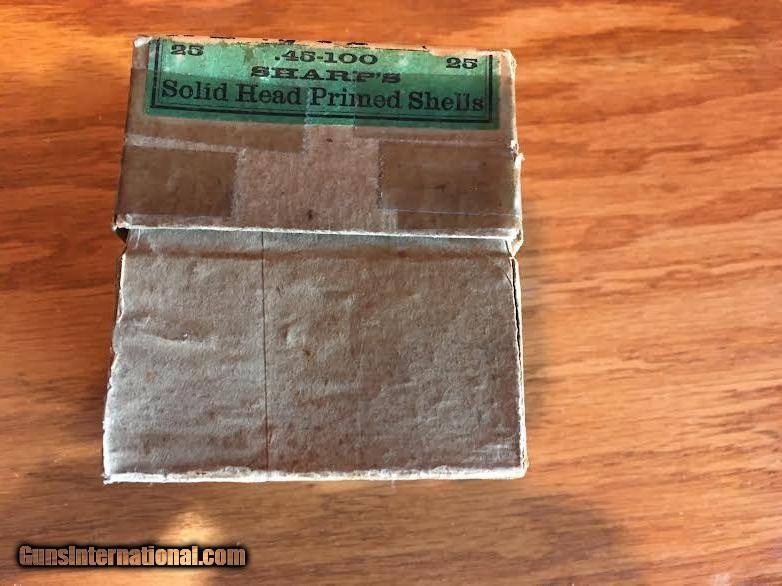 25 .45-100 25
SHARP'S
Solid Head Primed Shells
GunsInternational.com